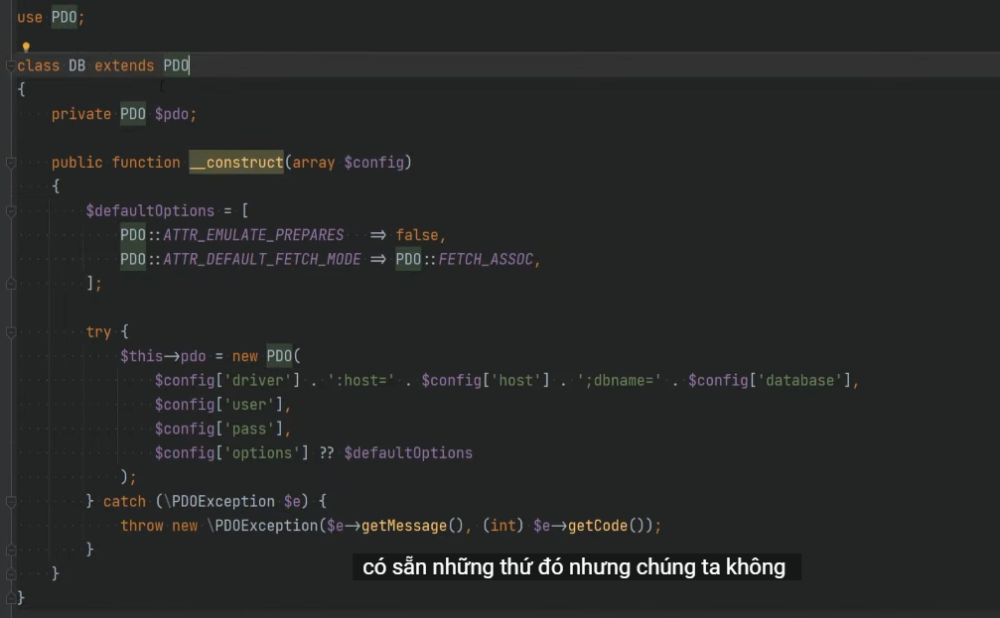 use PDO;
class DB extends PDO
{
private PDO $pdo;
public function __construct(array $config)
{
$defaultOptions = [
PDO::ATTR_EMULATE_PREPARES => false,
PDO::ATTR_DEFAULT_FETCH_MODE => PDO::FETCH_ASSOC,
];
try {
$this->pdo = new PDO(
$config['driver'] . ':host=' . $config['host'] . ';dbname=' . $config['database'],
$config['user'],
$config['pass'],
$config['options'] ?? $defaultOptions
);
} catch (\PDOException $e) {
throw new \PDOException($e->getMessage(), (int) $e->getCode());
}
}
}
có sẵn những thứ đó nhưng chúng ta không